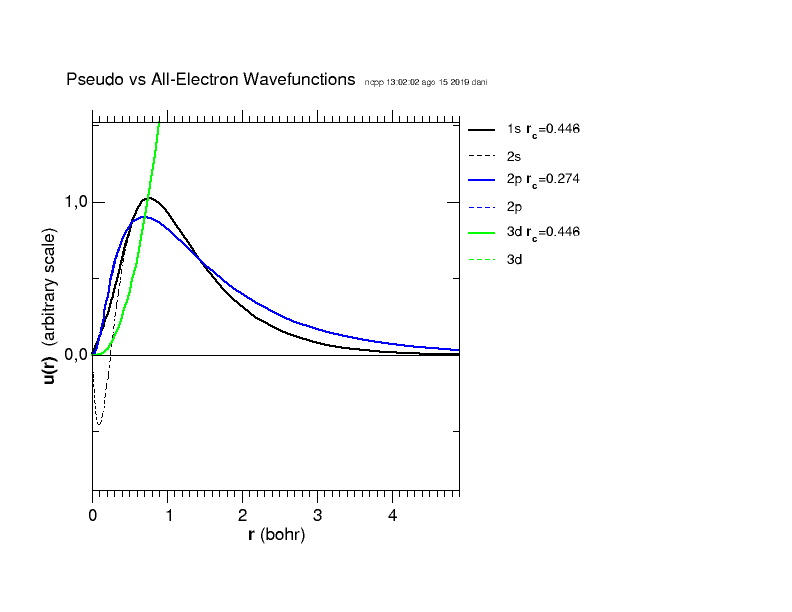 Pseudo vs All-Electron Wavefunctions ncpp 13:02:02 ago 15 2019 dani
1s rc=0.446
2s
2p rc=0.274
2p
3d rc=0.446
3d
1,0
0,0
u(r) (arbitrary scale)
0 1 2 3 4
r (bohr)